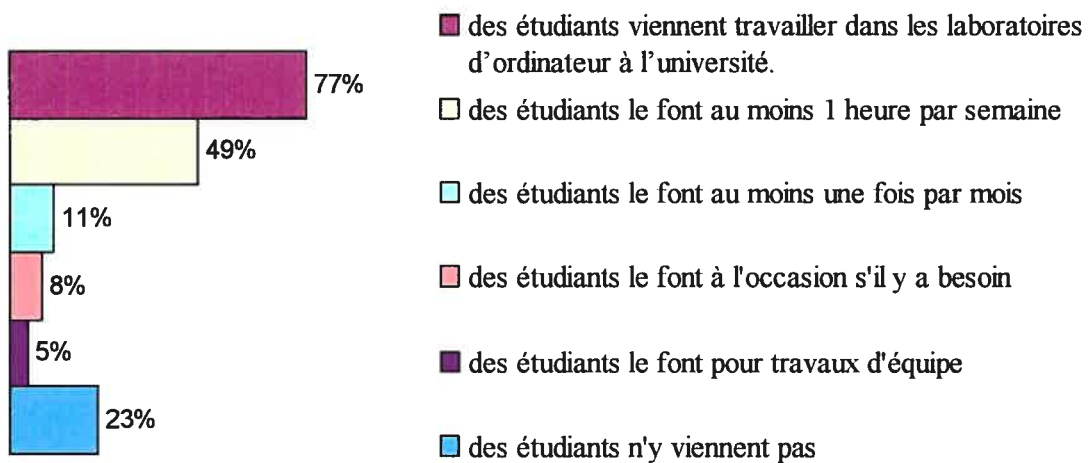 77%
49%
11%
8%
5%
23%
des étudiants viennent travailler dans les laboratoires
d’ordinateur à l’université.
des étudiants le font au moins 1 heure par semaine
des étudiants le font au moins une fois par mois
des étudiants le font à l'occasion s'il y a besoin
des étudiants le font pour travaux d'équipe
des étudiants n'y viennent pas